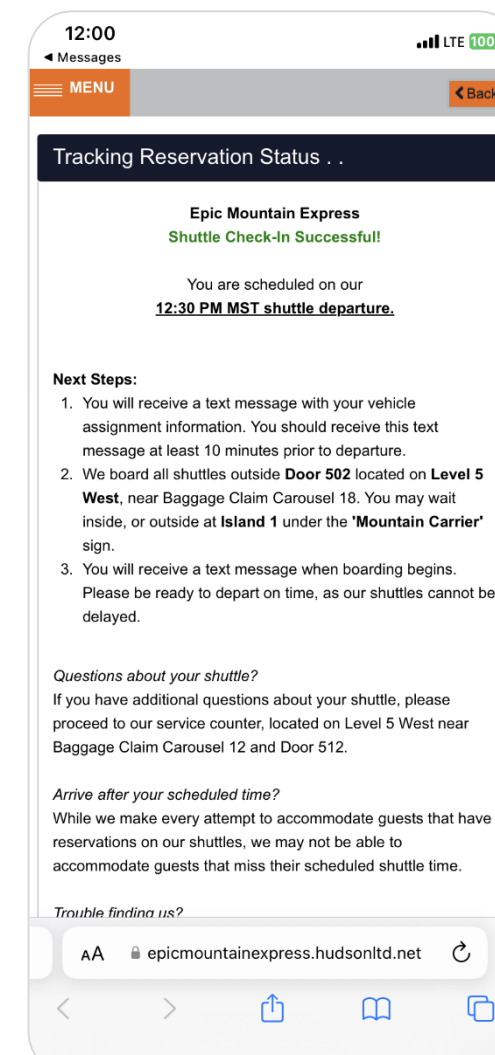 12:00
LTE 100
◀ Messages
MENU
Back
Tracking Reservation Status . .
Epic Mountain Express
Shuttle Check-In Successful!
You are scheduled on our
12:30 PM MST shuttle departure.
Next Steps:
1. You will receive a text message with your vehicle
assignment information. You should receive this text
message at least 10 minutes prior to departure.
2. We board all shuttles outside Door 502 located on Level 5
West, near Baggage Claim Carousel 18. You may wait
inside, or outside at Island 1 under the 'Mountain Carrier'
sign.
3. You will receive a text message when boarding begins.
Please be ready to depart on time, as our shuttles cannot be
delayed.
Questions about your shuttle?
If you have additional questions about your shuttle, please
proceed to our service counter, located on Level 5 West near
Baggage Claim Carousel 12 and Door 512.
Arrive after your scheduled time?
While we make every attempt to accommodate guests that have
reservations on our shuttles, we may not be able to
accommodate guests that miss their scheduled shuttle time.
Trouble finding us?
AA epicmountainexpress.hudsonltd.net